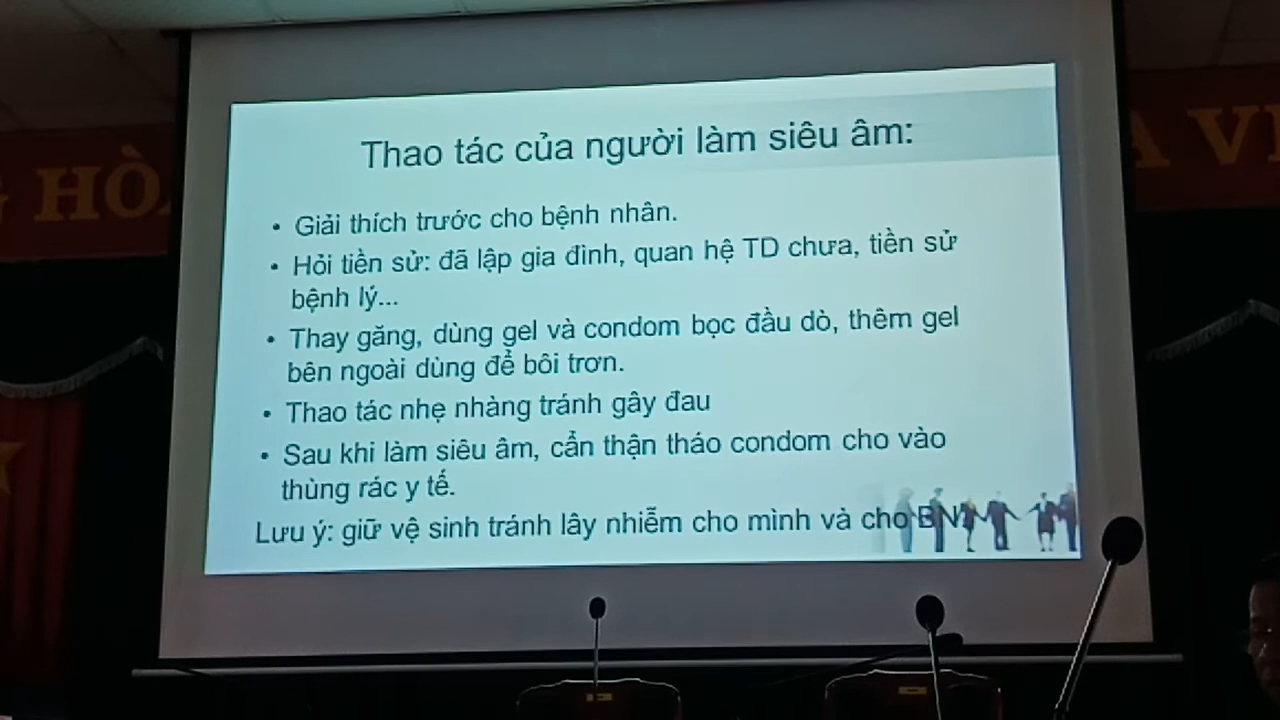 Thao tác của người làm siêu âm:
• Giải thích trước cho bệnh nhân.
• Hỏi tiền sử: đã lập gia đình, quan hệ TD chưa, tiền sử
bệnh lý...
• Thay găng, dùng gel và condom bọc đầu dò, thêm gel
bên ngoài dùng để bôi trơn.
• Thao tác nhẹ nhàng tránh gây đau
• Sau khi làm siêu âm, cẩn thận tháo condom cho vào
thùng rác y tế.
Lưu ý: giữ vệ sinh tránh lây nhiễm cho mình và cho BN
HÒA
A VI